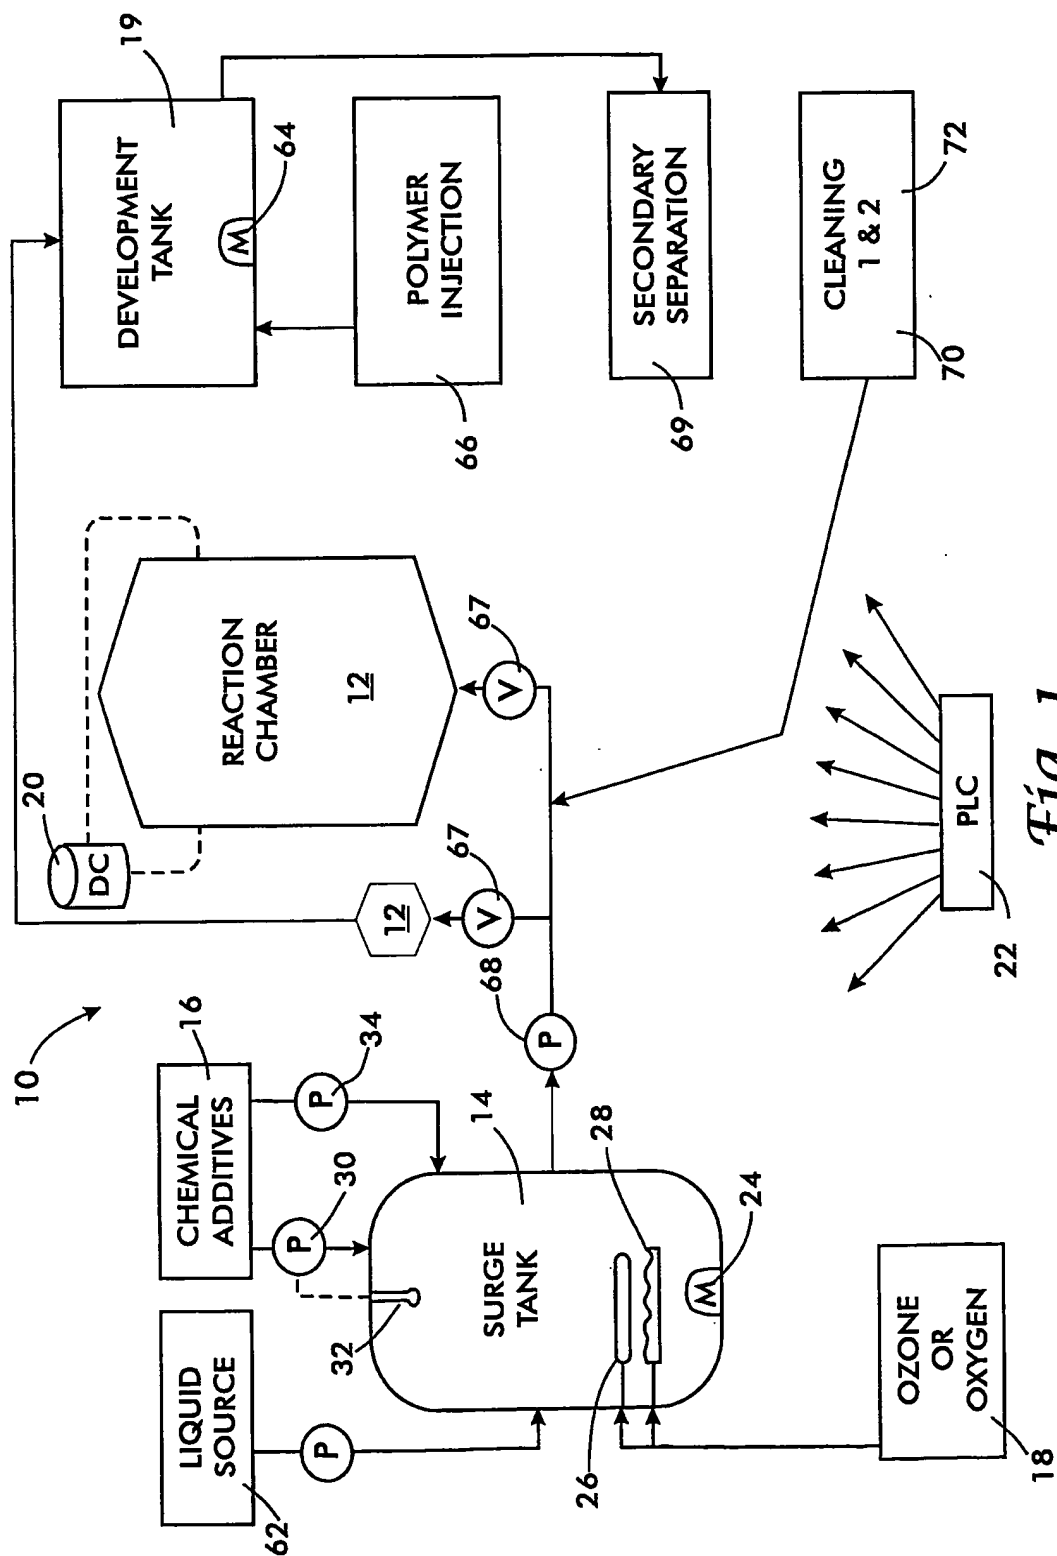 10
LIQUID
SOURCE
62
P
CHEMICAL
ADDITIVES
16
P
30
P
34
32
SURGE
TANK
14
26
28
M
24
OZONE
OR
OXYGEN
18
P
68
V
67
12
DC
20
REACTION
CHAMBER
12
V
67
PLC
22
DEVELOPMENT
TANK
19
M
64
POLYMER
INJECTION
66
SECONDARY
SEPARATION
69
CLEANING
1 & 2
70
72
Fig. 1